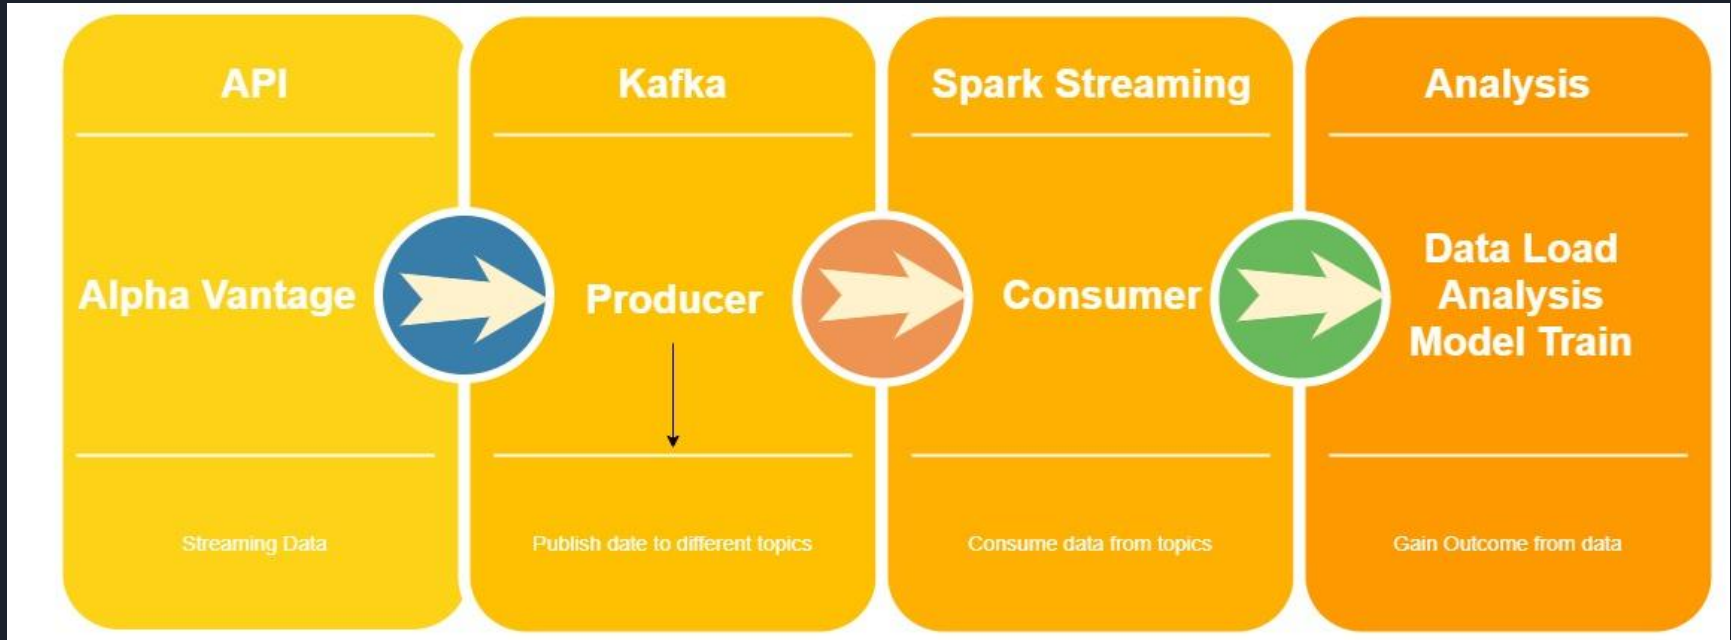 API
Alpha Vantage
Streaming Data
Kafka
Producer
Publish date to different topics
Spark Streaming
Consumer
Consume data from topics
Analysis
Data Load
Analysis
Model Train
Gain Outcome from data